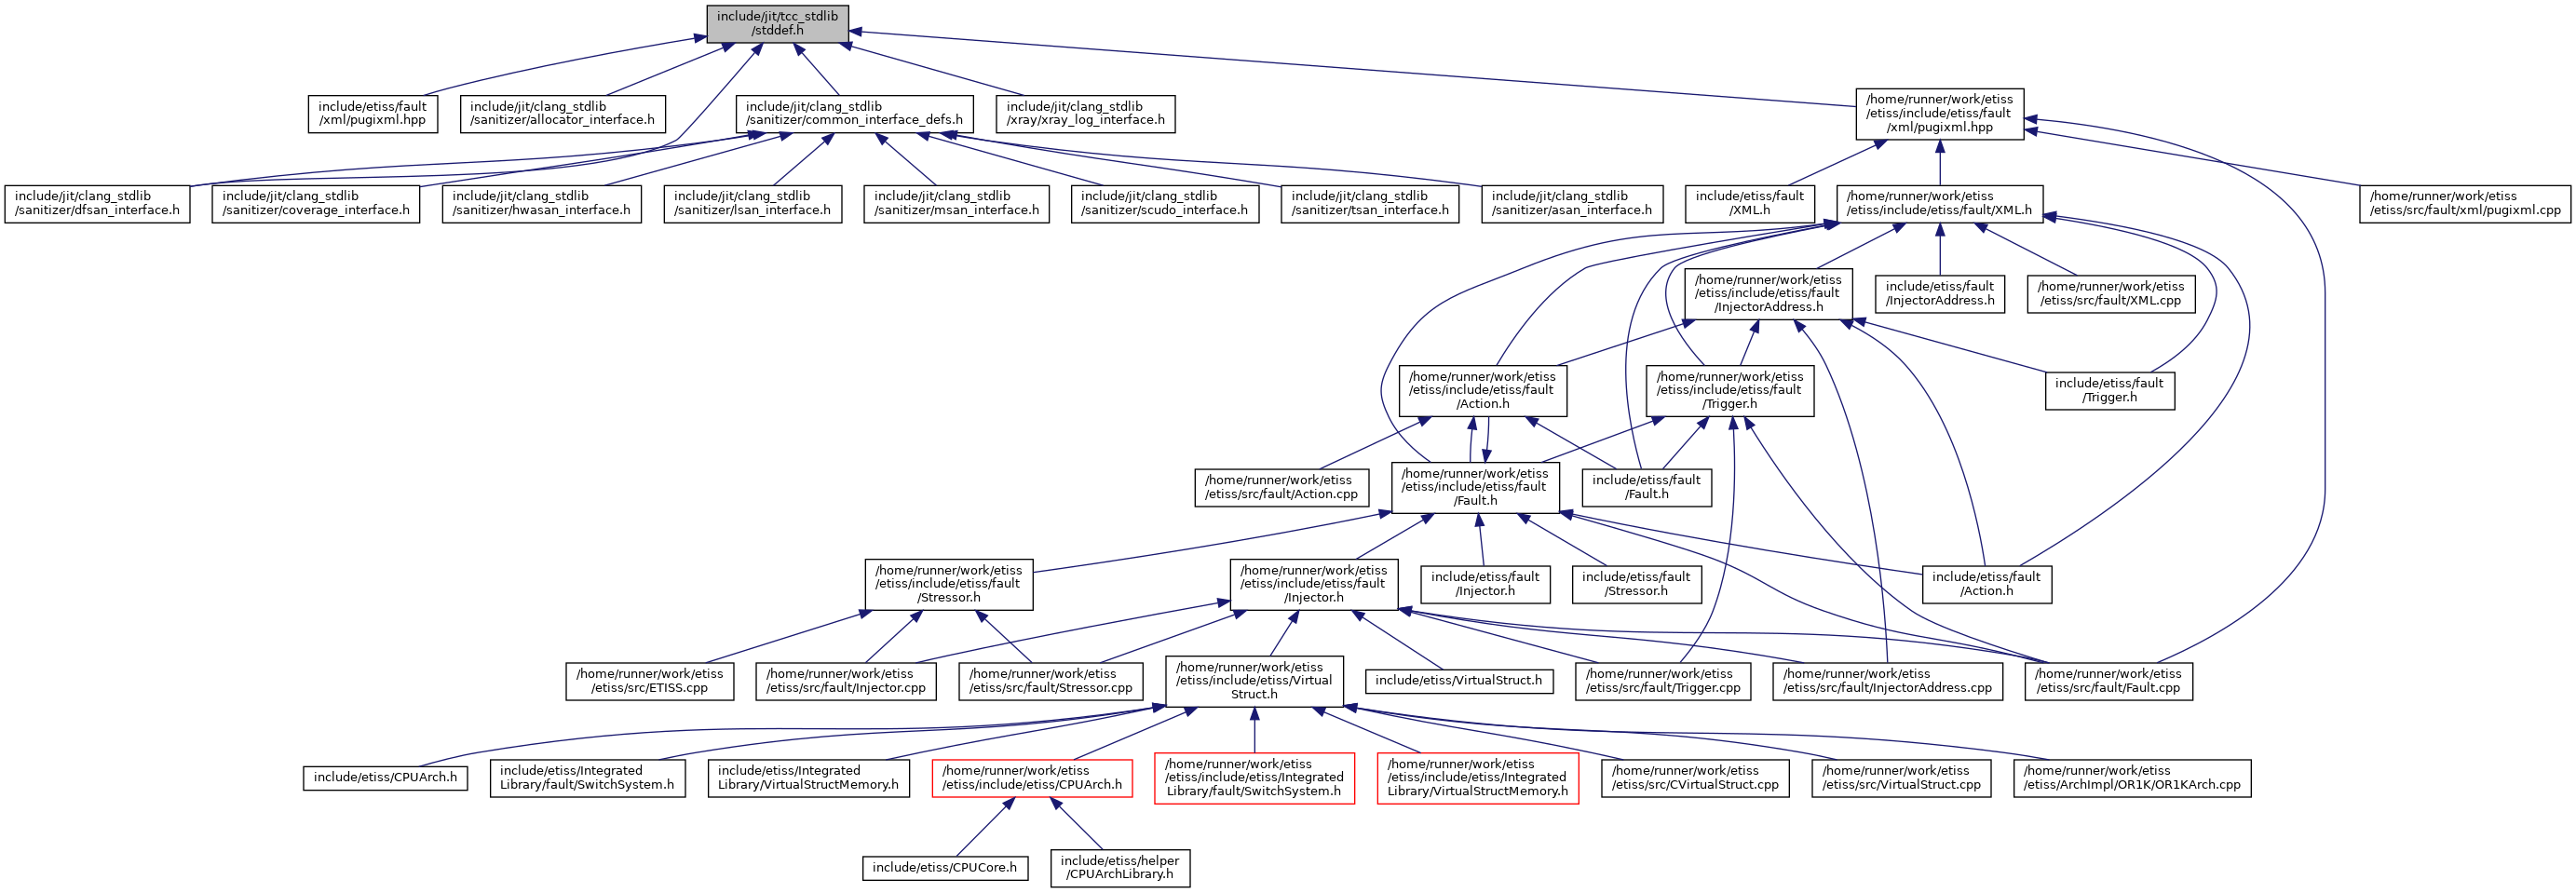 include/jit/tcc_stdlib
/stddef.h
include/etiss/fault
/xml/pugixml.hpp
include/jit/clang_stdlib
/sanitizer/allocator_interface.h
include/jit/clang_stdlib
/sanitizer/common_interface_defs.h
include/jit/clang_stdlib
/xray/xray_log_interface.h
/home/runner/work/etiss
/etiss/include/etiss/fault
/xml/pugixml.hpp
include/jit/clang_stdlib
/sanitizer/dfsan_interface.h
include/jit/clang_stdlib
/sanitizer/coverage_interface.h
include/jit/clang_stdlib
/sanitizer/hwasan_interface.h
include/jit/clang_stdlib
/sanitizer/lsan_interface.h
include/jit/clang_stdlib
/sanitizer/msan_interface.h
include/jit/clang_stdlib
/sanitizer/scudo_interface.h
include/jit/clang_stdlib
/sanitizer/tsan_interface.h
include/jit/clang_stdlib
/sanitizer/asan_interface.h
include/etiss/fault
/XML.h
/home/runner/work/etiss
/etiss/include/etiss/fault/XML.h
/home/runner/work/etiss
/etiss/src/fault/xml/pugixml.cpp
/home/runner/work/etiss
/etiss/include/etiss/fault
/InjectorAddress.h
include/etiss/fault
/InjectorAddress.h
/home/runner/work/etiss
/etiss/src/fault/XML.cpp
/home/runner/work/etiss
/etiss/include/etiss/fault
/Action.h
/home/runner/work/etiss
/etiss/include/etiss/fault
/Trigger.h
include/etiss/fault
/Trigger.h
/home/runner/work/etiss
/etiss/src/fault/Action.cpp
/home/runner/work/etiss
/etiss/include/etiss/fault
/Fault.h
include/etiss/fault
/Fault.h
/home/runner/work/etiss
/etiss/include/etiss/fault
/Stressor.h
/home/runner/work/etiss
/etiss/include/etiss/fault
/Injector.h
include/etiss/fault
/Injector.h
include/etiss/fault
/Stressor.h
include/etiss/fault
/Action.h
/home/runner/work/etiss
/etiss/src/ETISS.cpp
/home/runner/work/etiss
/etiss/src/fault/Injector.cpp
/home/runner/work/etiss
/etiss/src/fault/Stressor.cpp
/home/runner/work/etiss
/etiss/include/etiss/Virtual
Struct.h
include/etiss/VirtualStruct.h
/home/runner/work/etiss
/etiss/src/fault/Trigger.cpp
/home/runner/work/etiss
/etiss/src/fault/InjectorAddress.cpp
/home/runner/work/etiss
/etiss/src/fault/Fault.cpp
include/etiss/CPUArch.h
include/etiss/Integrated
Library/fault/SwitchSystem.h
include/etiss/Integrated
Library/VirtualStructMemory.h
/home/runner/work/etiss
/etiss/include/etiss/CPUArch.h
/home/runner/work/etiss
/etiss/include/etiss/Integrated
Library/fault/SwitchSystem.h
/home/runner/work/etiss
/etiss/include/etiss/Integrated
Library/VirtualStructMemory.h
/home/runner/work/etiss
/etiss/src/CVirtualStruct.cpp
/home/runner/work/etiss
/etiss/src/VirtualStruct.cpp
/home/runner/work/etiss
/etiss/ArchImpl/OR1K/OR1KArch.cpp
include/etiss/CPUCore.h
include/etiss/helper
/CPUArchLibrary.h